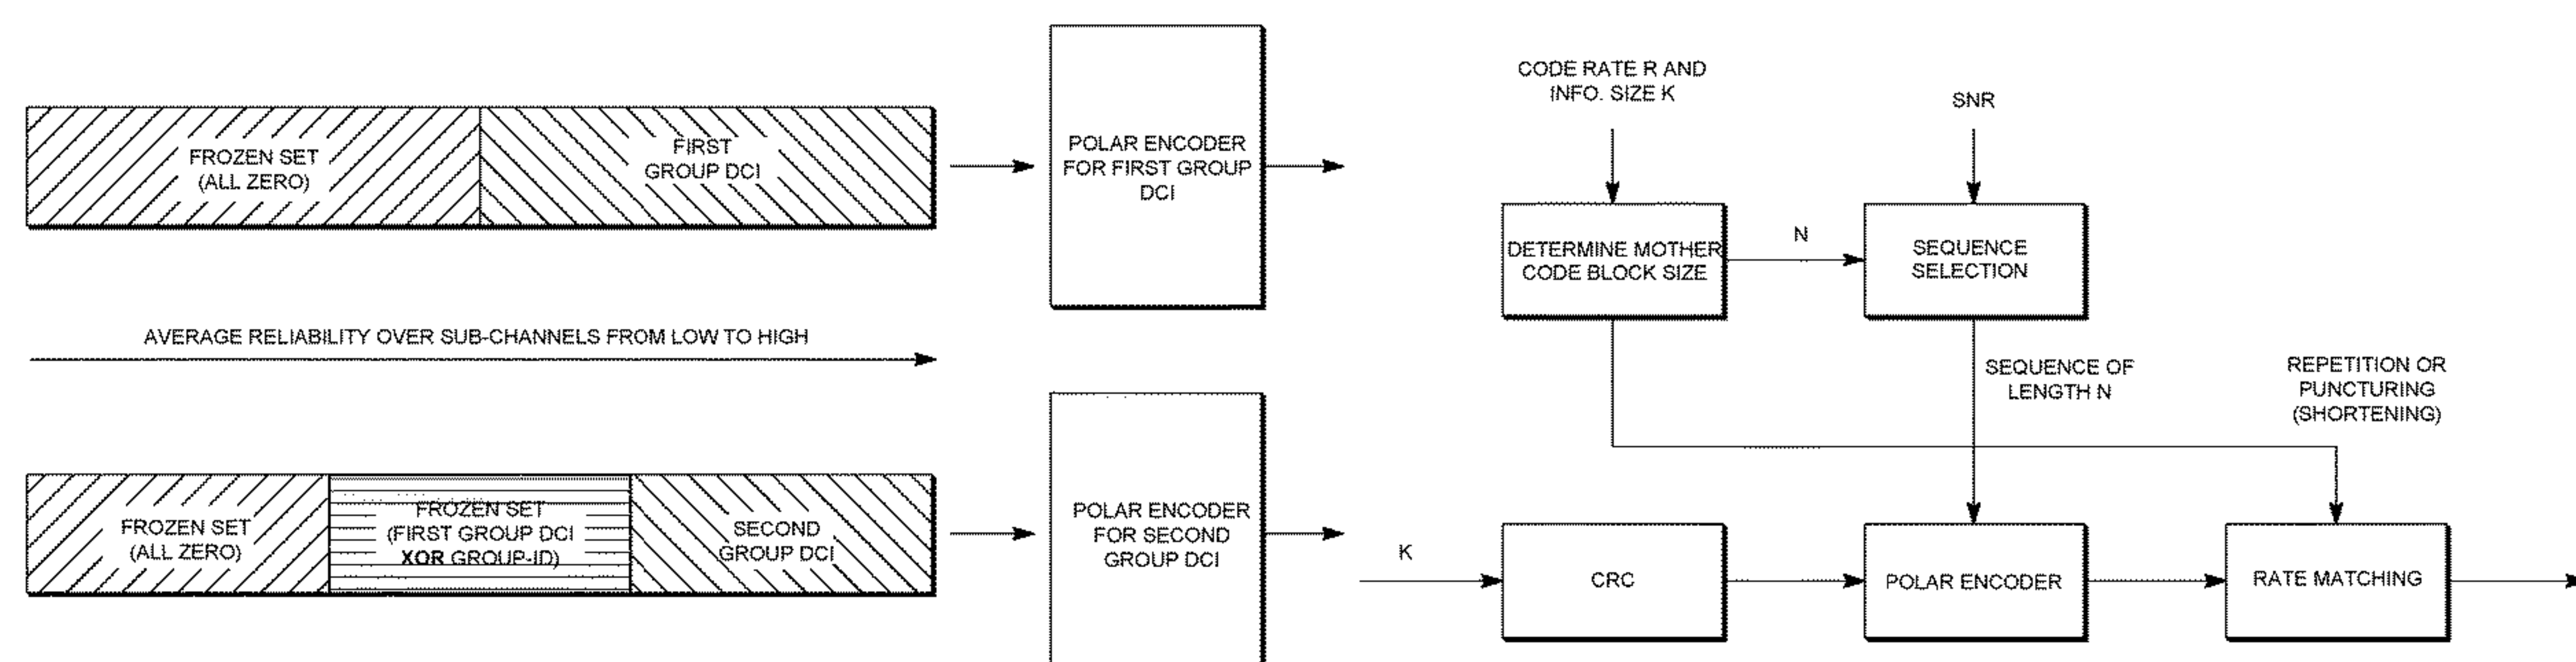 FROZEN SET
(ALL ZERO)
FIRST
GROUP DCI
POLAR ENCODER
FOR FIRST GROUP
DCI
AVERAGE RELIABILITY OVER SUB-CHANNELS FROM LOW TO HIGH
FROZEN SET
(ALL ZERO)
FROZEN SET
(FIRST GROUP DCI
XOR GROUP-ID)
SECOND
GROUP DCI
POLAR ENCODER
FOR SECOND
GROUP DCI
CODE RATE R AND
INFO. SIZE K
SNR
DETERMINE MOTHER
CODE BLOCK SIZE
N
SEQUENCE
SELECTION
SEQUENCE OF
LENGTH N
REPETITION OR
PUNCTURING
(SHORTENING)
K
CRC
POLAR ENCODER
RATE MATCHING